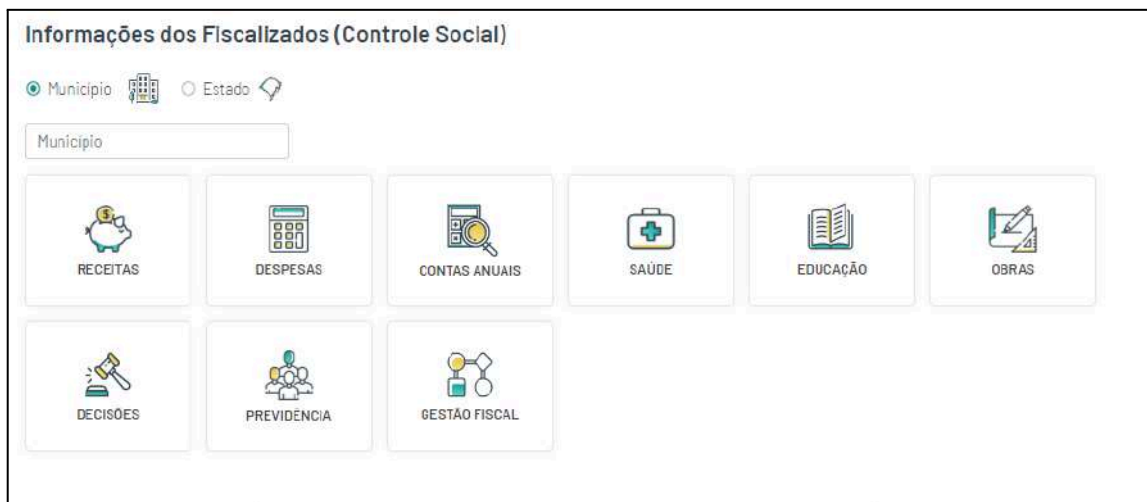 Informações dos Fiscalizados (Controle Social)
Município Estado
Município
RECEITAS DESPESAS CONTAS ANUAIS SAÚDE EDUCAÇÃO OBRAS
DECISÕES PREVIDÊNCIA GESTÃO FISCAL